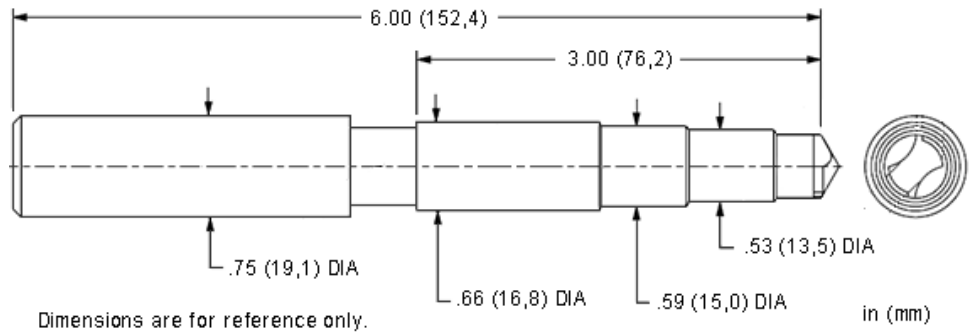 6.00 (152,4)
3.00 (76,2)
.53 (13,5) DIA
.75 (19,1) DIA
.66 (16,8) DIA
.59 (15,0) DIA
Dimensions are for reference only.
in (mm)